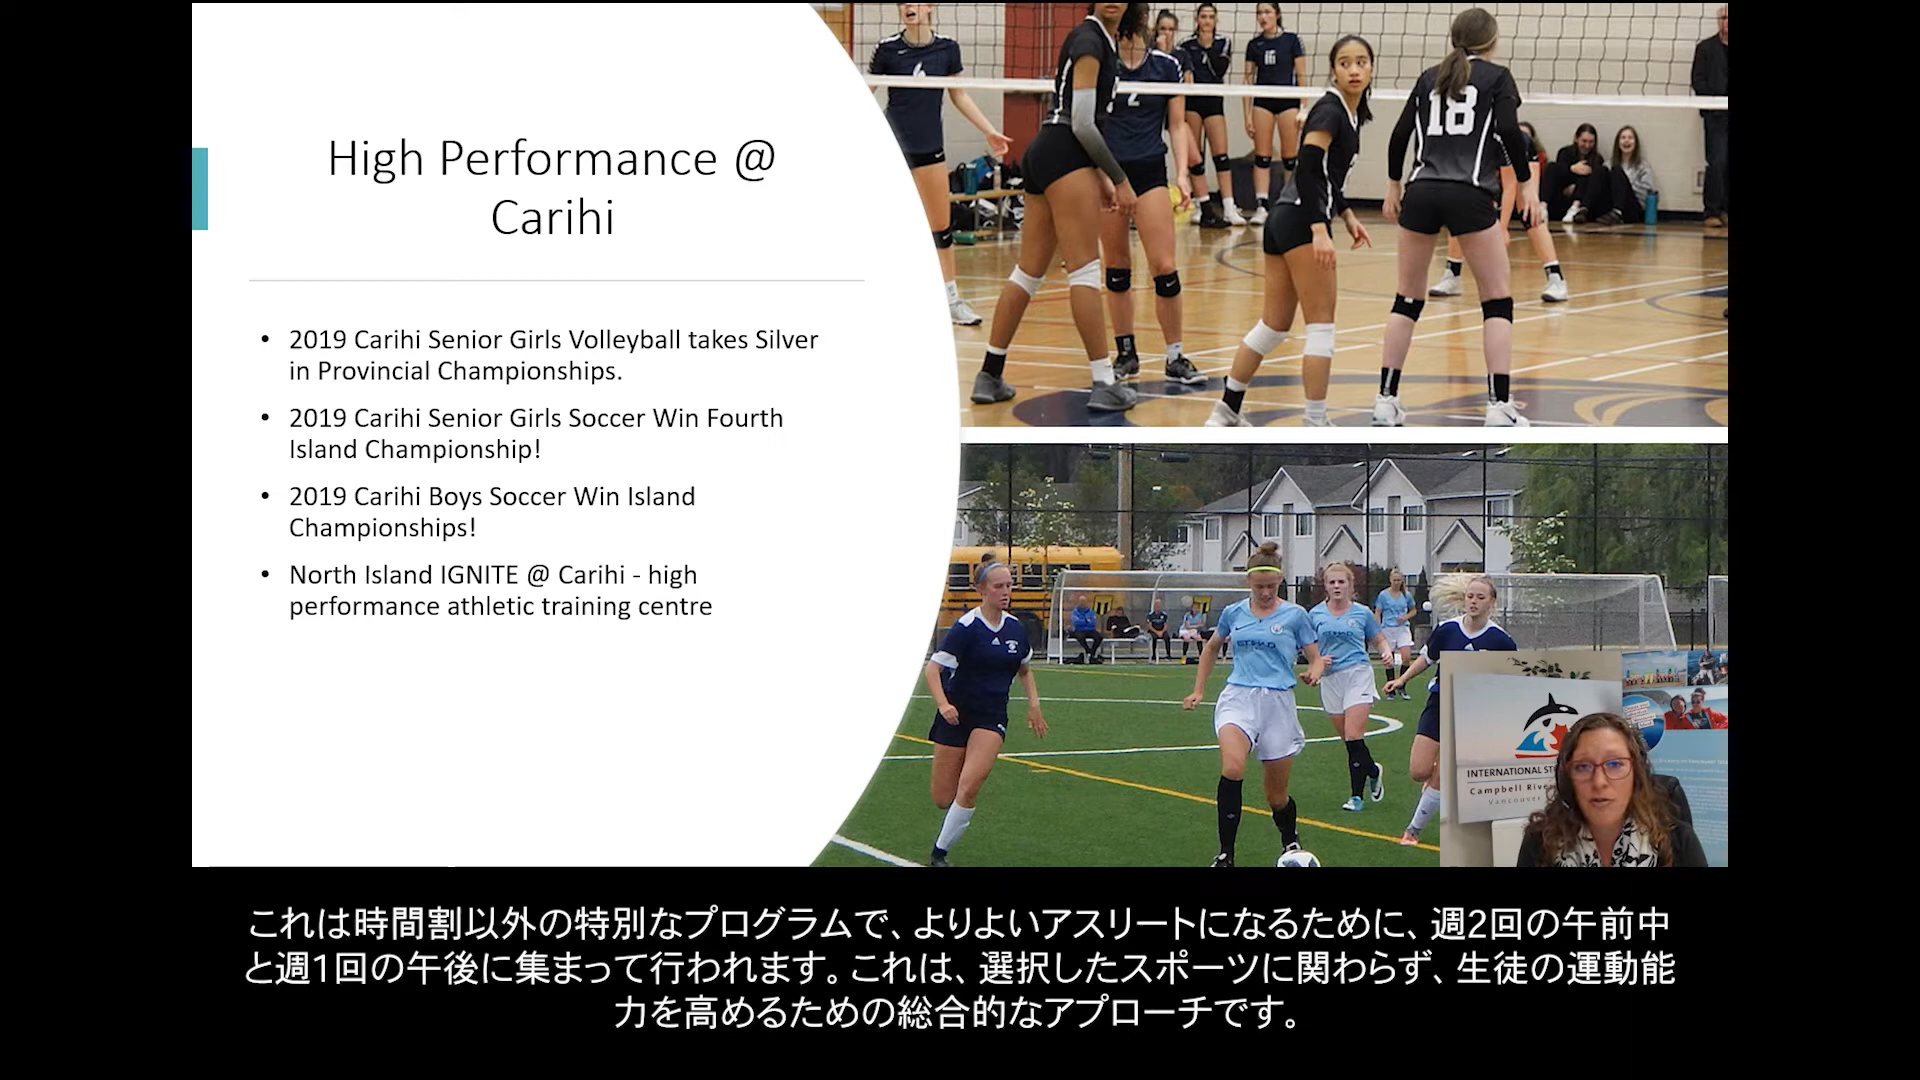 High Performance @
Carihi
• 2019 Carihi Senior Girls Volleyball takes Silver
in Provincial Championships.
• 2019 Carihi Senior Girls Soccer Win Fourth
Island Championship!
• 2019 Carihi Boys Soccer Win Island
Championships!
• North Island IGNITE @ Carihi - high
performance athletic training centre
18
INTERNATIONAL
Campbell
Vancouver
これは時間割以外の特別なプログラムで、よりよいアスリートになるために、週2回の午前中
と週1回の午後に集まって行われます。これは、選択したスポーツに関わらず、生徒の運動能
力を高めるための総合的なアプローチです。